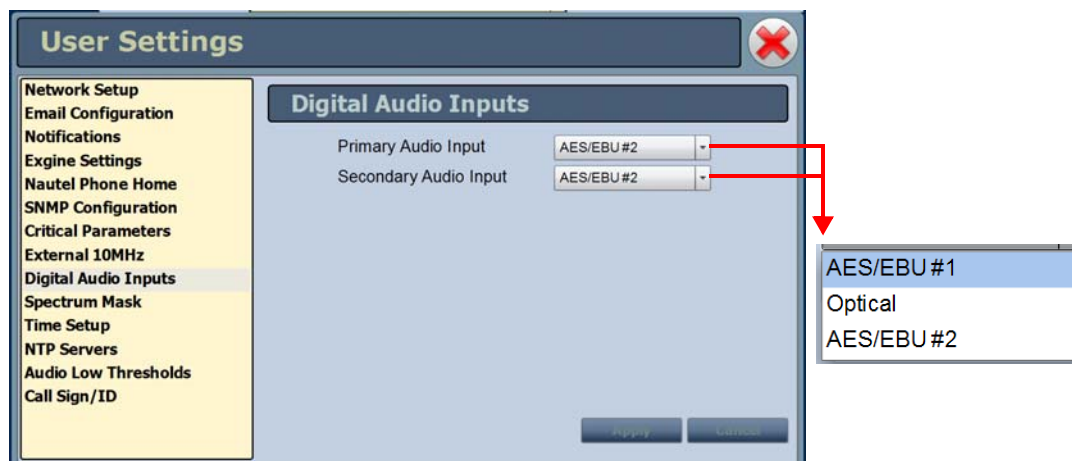 User Settings
Network Setup
Email Configuration
Notifications
Exgine Settings
Nautel Phone Home
SNMP Configuration
Critical Parameters
External 10MHz
Digital Audio Inputs
Spectrum Mask
Time Setup
NTP Servers
Audio Low Thresholds
Call Sign/ID
Digital Audio Inputs
Primary Audio Input AES/EBU #2
Secondary Audio Input AES/EBU #2
Apply Cancel
AES/EBU #1
Optical
AES/EBU #2